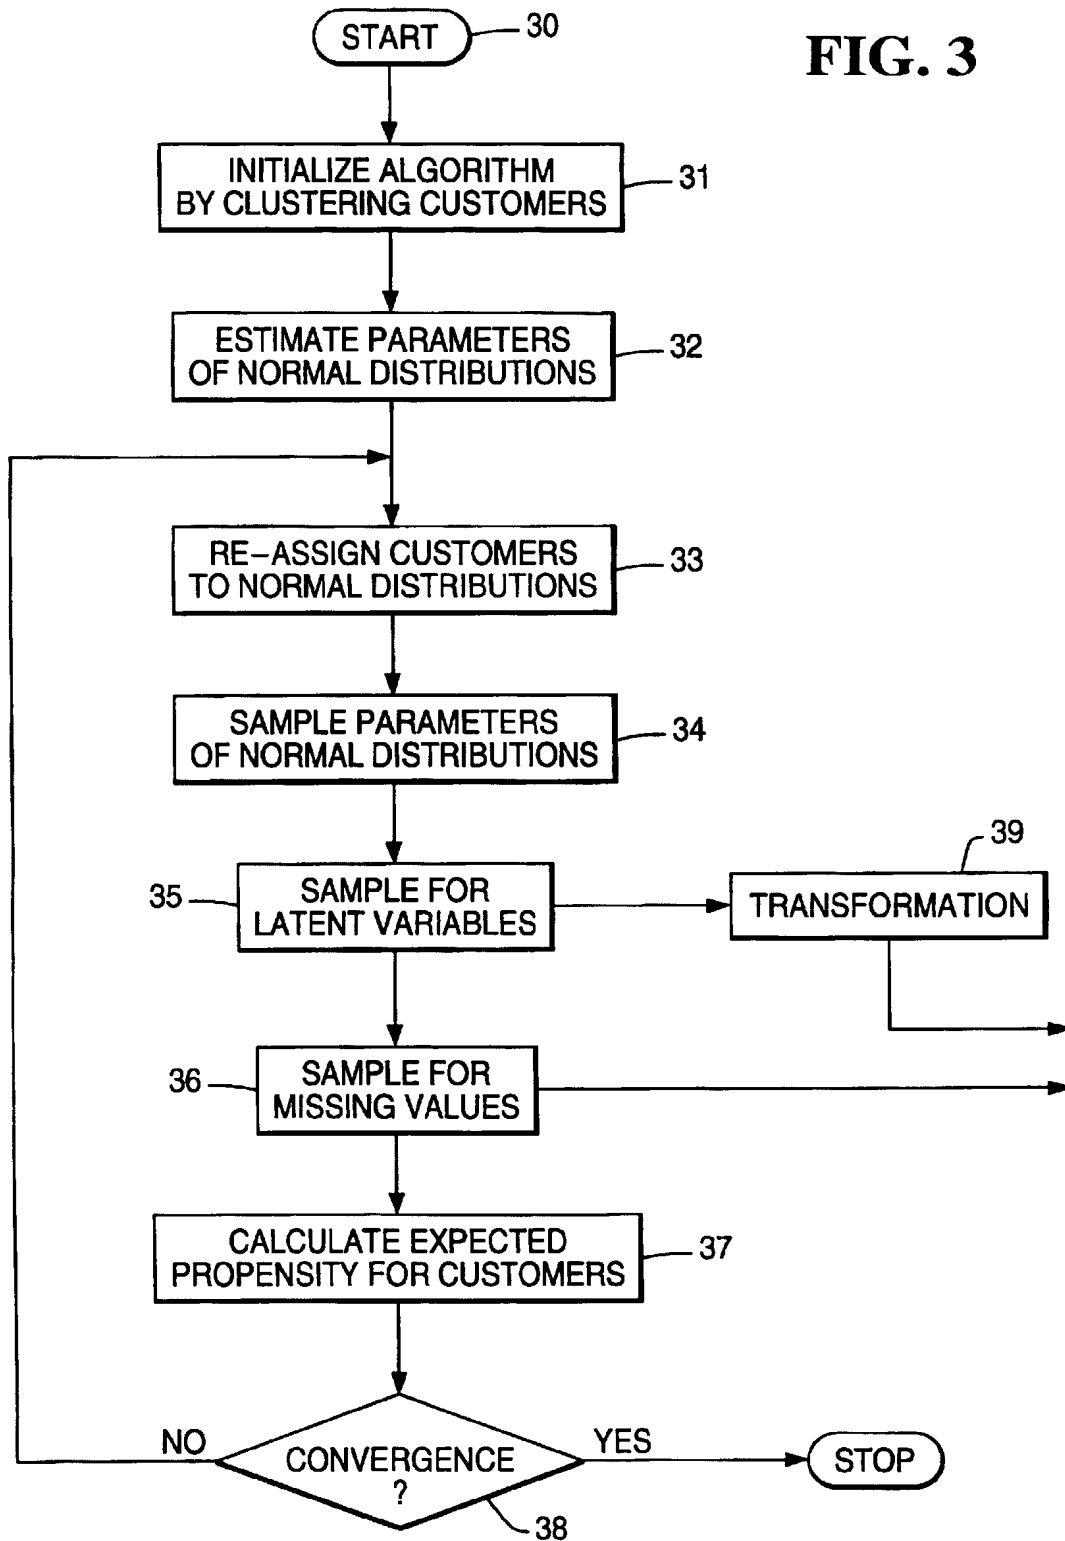 FIG. 3
START
30
INITIALIZE ALGORITHM
BY CLUSTERING CUSTOMERS
31
ESTIMATE PARAMETERS
OF NORMAL DISTRIBUTIONS
32
RE-ASSIGN CUSTOMERS
TO NORMAL DISTRIBUTIONS
33
SAMPLE PARAMETERS
OF NORMAL DISTRIBUTIONS
34
35
SAMPLE FOR
LATENT VARIABLES
39
TRANSFORMATION
36
SAMPLE FOR
MISSING VALUES
CALCULATE EXPECTED
PROPENSITY FOR CUSTOMERS
37
NO
CONVERGENCE
?
YES
STOP
38